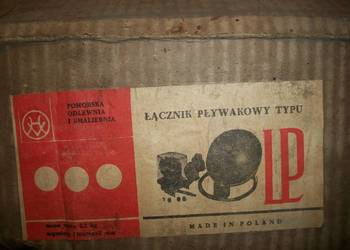 POMORSKA
ODLEWNIA
I EMALIERNIA
ŁĄCZNIK PŁYWAKOWY TYPU
LP
MADE IN POLAND